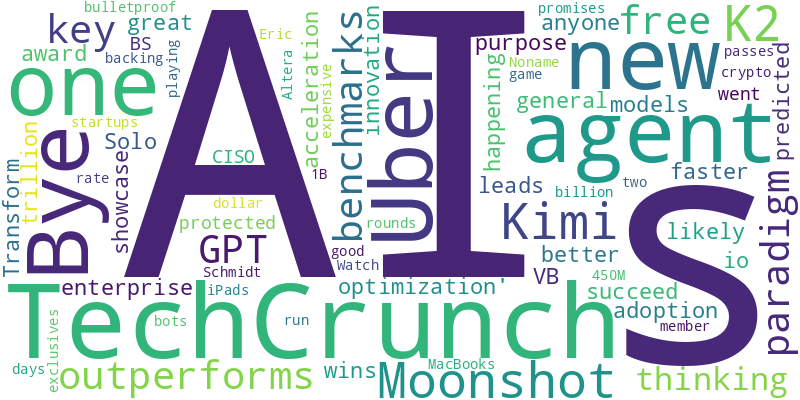 bulletproof
promises
key
BS
great
Eric
anyone
free
K2
award
backing
playing
acceleration
Altera
expensive
innovation
benchmarks
purpose
Noneame
game
passes
crypto
new
one
AI
Uber
happening
general
models
went
predicted
startups
trillion
Bye
Solo
CISO
1B
agent
Transform
rate
showcase
dollar
protected
rounds
leads
billion
two
faster
S
paradigm
GPT
good
Kimi
likely
io
Schmidt
Watch
better
VB
450M
enterprise
iPads
optimization'
succeed
adoption
member
TechCrunch
bots
run
exclusives
days
outperforms
wins
MacBooks
Moonshot
thinking